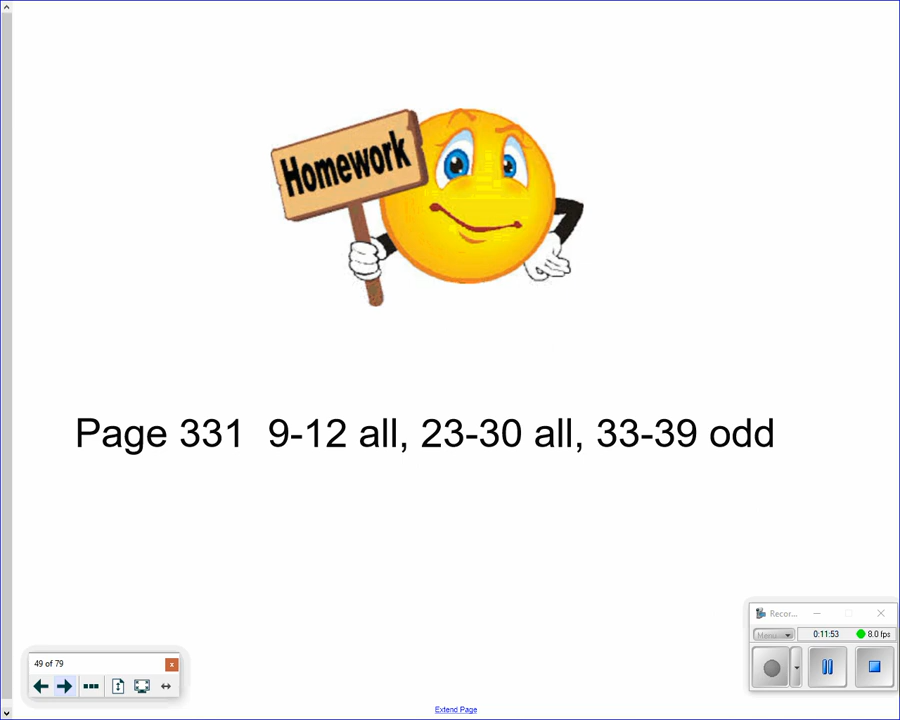 Homework
Page 331  9-12 all, 23-30 all, 33-39 odd
Recor...
Menu
0:11:53
8.0 fps
49 of 79
x
Extend Page